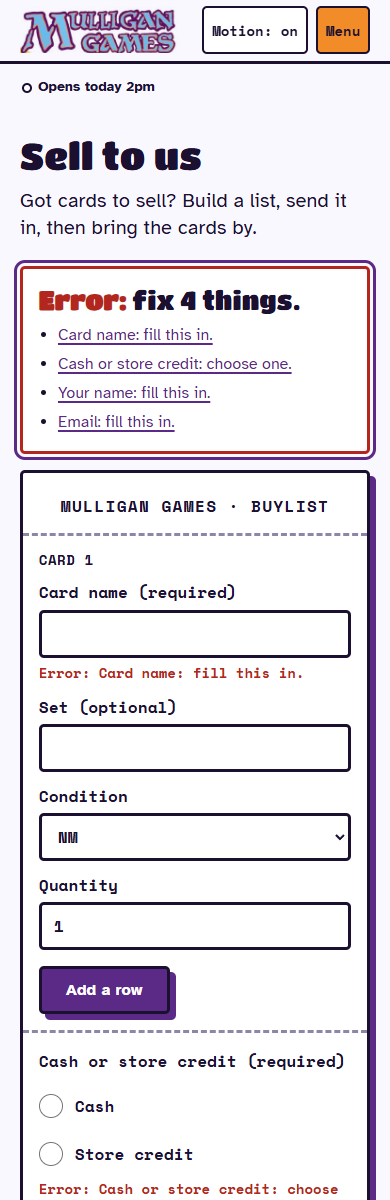 MULLIGAN
GAMES
Motion: on
Menu
Opens today 2pm
Sell to us
Got cards to sell? Build a list, send it
in, then bring the cards by.
Error: fix 4 things.
Card name: fill this in.
Cash or store credit: choose one.
Your name: fill this in.
Email: fill this in.
MULLIGAN GAMES · BUYLIST
CARD 1
Card name (required)
Error: Card name: fill this in.
Set (optional)
Condition
NM
Quantity
1
Add a row
Cash or store credit (required)
Cash
Store credit
Error: Cash or store credit: choose